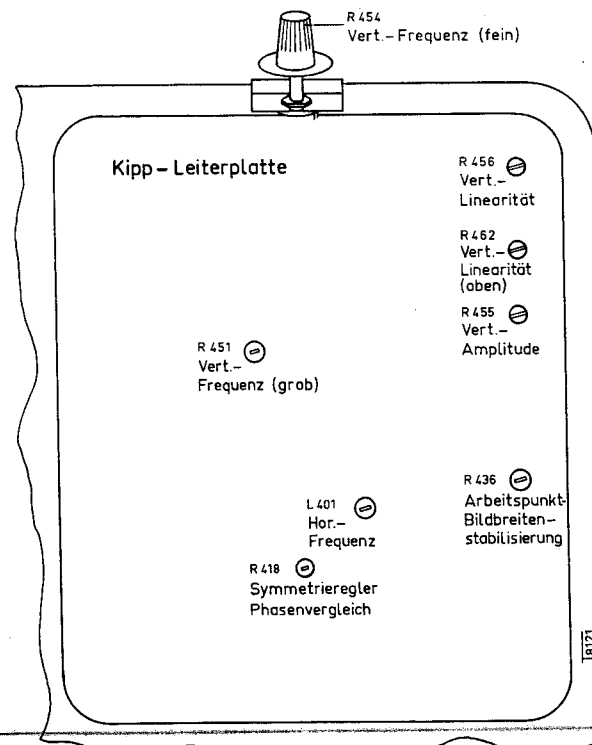 R 454
Vert.-Frequenz (fein)
Kipp-Leiterplatte
R 456
Vert.-
Linearität
R 462
Vert.-
Linearität
(oben)
R 455
Vert.-
Amplitude
R 451
Vert.-
Frequenz (grob)
R 436
Arbeitspunkt-
Bildbreiten-
stabilisierung
L 401
Hor.-
Frequenz
R 418
Symmetrieregler
Phasenvergleich